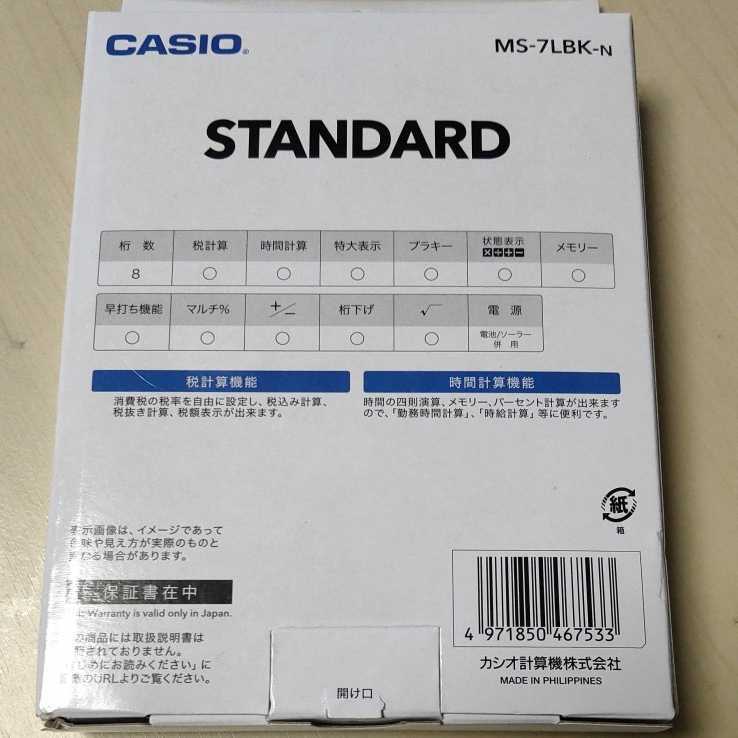 CASIO®
MS-7LBK-N
STANDARD
桁 数 税計算 時間計算 特大表示 プラキー 状態表示 メモリー
×÷+−
8 ○ ○ ○ ○ ○ ○
早打ち機能 マルチ% +/− 桁下げ √ 電 源
○ ○ ○ ○ ○ 電池/ソーラー
併 用
税計算機能
消費税の税率を自由に設定し、税込み計算、
税抜き計算、税額表示が出来ます。
時間計算機能
時間の四則演算、メモリー、パーセント計算が出来ます
ので、「勤務時間計算」、「時給計算」等に便利です。
紙
箱
表示画像は、イメージであって
色味や見え方が実際のものと
異なる場合があります。
保証書在中
Warranty is valid only in Japan.
の商品には取扱説明書は
されておりません。
じめにお読みください」に
のURLよりご覧ください。
開け口
4 971850 467533
カシオ計算機株式会社
MADE IN PHILIPPINES